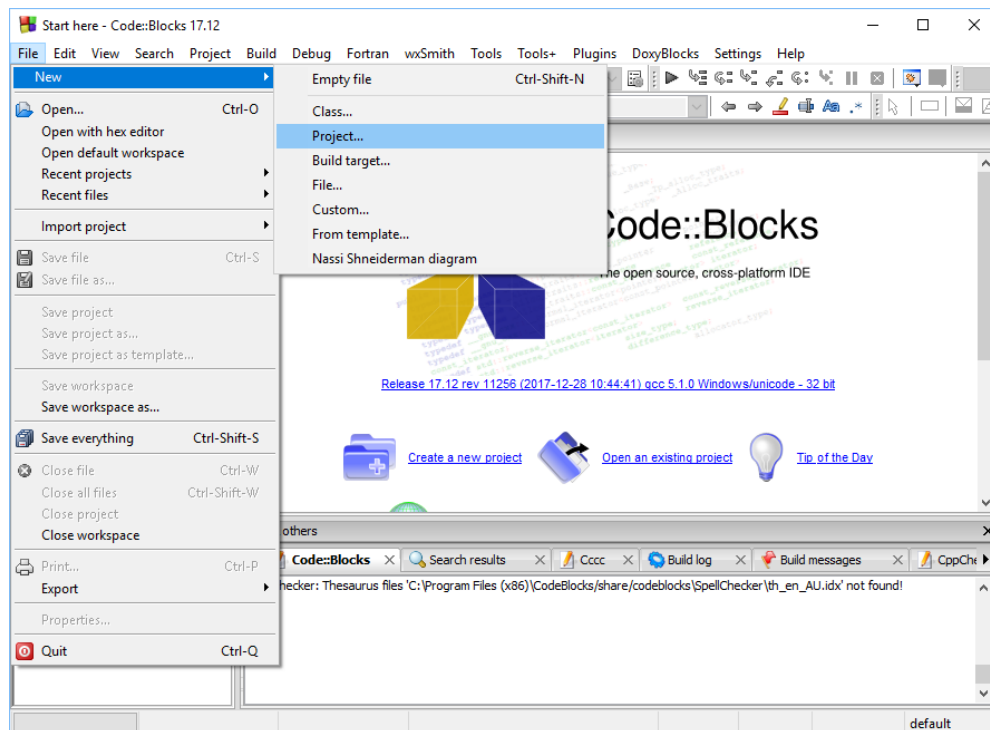 Start here - Code::Blocks 17.12
File Edit View Search Project Build Debug Fortran wxSmith Tools Tools+ Plugins DoxyBlocks Settings Help
New
Open... Ctrl-O
Open with hex editor
Open default workspace
Recent projects
Recent files
Import project
Save file Ctrl-S
Save file as...
Save project
Save project as...
Save project as template...
Save workspace
Save workspace as...
Save everything Ctrl-Shift-S
Close file Ctrl-W
Close all files Ctrl-Shift-W
Close project
Close workspace
Print... Ctrl-P
Export
Properties...
Quit Ctrl-Q
Empty file Ctrl-Shift-N
Class...
Project...
Build target...
File...
Custom...
From template...
Nassi Shneiderman diagram
Code::Blocks
The open source, cross-platform IDE
Release 17.12 rev 11256 (2017-12-28 10:44:41) gcc 5.1.0 Windows/unicode - 32 bit
Create a new project Open an existing project Tip of the Day
others
Code::Blocks Search results Cccc Build log Build messages CppChe
hecker: Thesaurus files 'C:\Program Files (x86)\CodeBlocks/share/codeblocks\SpellChecker\th_en_AU.idx' not found!
default